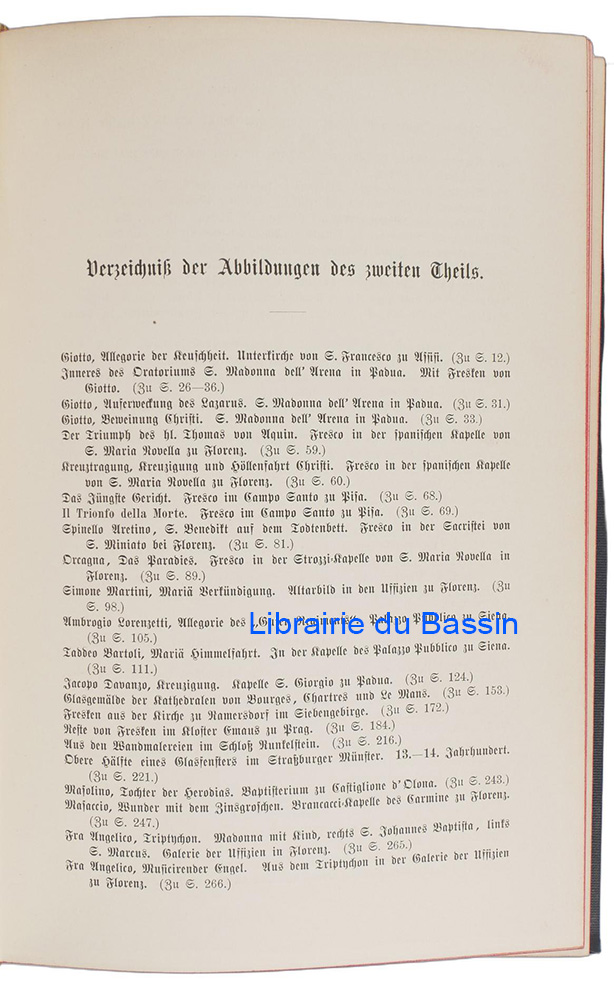 Verzeichniß der Abbildungen des zweiten Theils.
Giotto, Allegorie der Keuschheit. Unterkirche von S. Francesco zu Assisi. (Zu S. 12.)
Inneres des Oratoriums S. Madonna dell' Arena in Padua. Mit Fresken von
Giotto. (Zu S. 26—36.)
Giotto, Auferweckung des Lazarus. S. Madonna dell' Arena in Padua. (Zu S. 31.)
Giotto, Beweinung Christi. S. Madonna dell' Arena in Padua. (Zu S. 33.)
Der Triumph des hl. Thomas von Aquin. Fresco in der spanischen Kapelle von
S. Maria Novella zu Florenz. (Zu S. 59.)
Kreuztragung, Kreuzigung und Höllenfahrt Christi. Fresco in der spanischen Kapelle
von S. Maria Novella zu Florenz. (Zu S. 60.)
Das Jüngste Gericht. Fresco im Campo Santo zu Pisa. (Zu S. 68.)
Il Trionfo della Morte. Fresco im Campo Santo zu Pisa. (Zu S. 69.)
Spinello Aretino, S. Benedikt auf dem Todtenbett. Fresco in der Sacristei von
S. Miniato bei Florenz. (Zu S. 81.)
Orcagna, Das Paradies. Fresco in der Strozzi-Kapelle von S. Maria Novella in
Florenz. (Zu S. 89.)
Simone Martini, Mariä Verkündigung. Altarbild in den Uffizien zu Florenz. (Zu
S. 98.)
Ambrogio Lorenzetti, Allegorie des „Guten Regiments“. Palazzo Pubblico zu Siena.
Librairie du Bassin
(Zu S. 105.)
Taddeo Bartoli, Mariä Himmelfahrt. In der Kapelle des Palazzo Pubblico zu Siena.
(Zu S. 111.)
Jacopo Davanzo, Kreuzigung. Kapelle S. Giorgio zu Padua. (Zu S. 124.)
Glasgemälde der Kathedralen von Bourges, Chartres und Le Mans. (Zu S. 153.)
Fresken aus der Kirche zu Ramersdorf im Siebengebirge. (Zu S. 172.)
Reste von Fresken im Kloster Emaus zu Prag. (Zu S. 184.)
Aus den Wandmalereien im Schloß Runkelstein. (Zu S. 216.)
Obere Hälfte eines Glasfensters im Straßburger Münster. 13.—14. Jahrhundert.
(Zu S. 221.)
Masolino, Tochter der Herodias. Baptisterium zu Castiglione d'Olona. (Zu S. 243.)
Masaccio, Wunder mit dem Zinsgroschen. Brancacci-Kapelle des Carmine zu Florenz.
(Zu S. 247.)
Fra Angelico, Triptychon. Madonna mit Kind, rechts S. Johannes Baptista, links
S. Marcus. Galerie der Uffizien in Florenz. (Zu S. 265.)
Fra Angelico, Musicirender Engel. Aus dem Triptychon in der Galerie der Uffizien
zu Florenz. (Zu S. 266.)